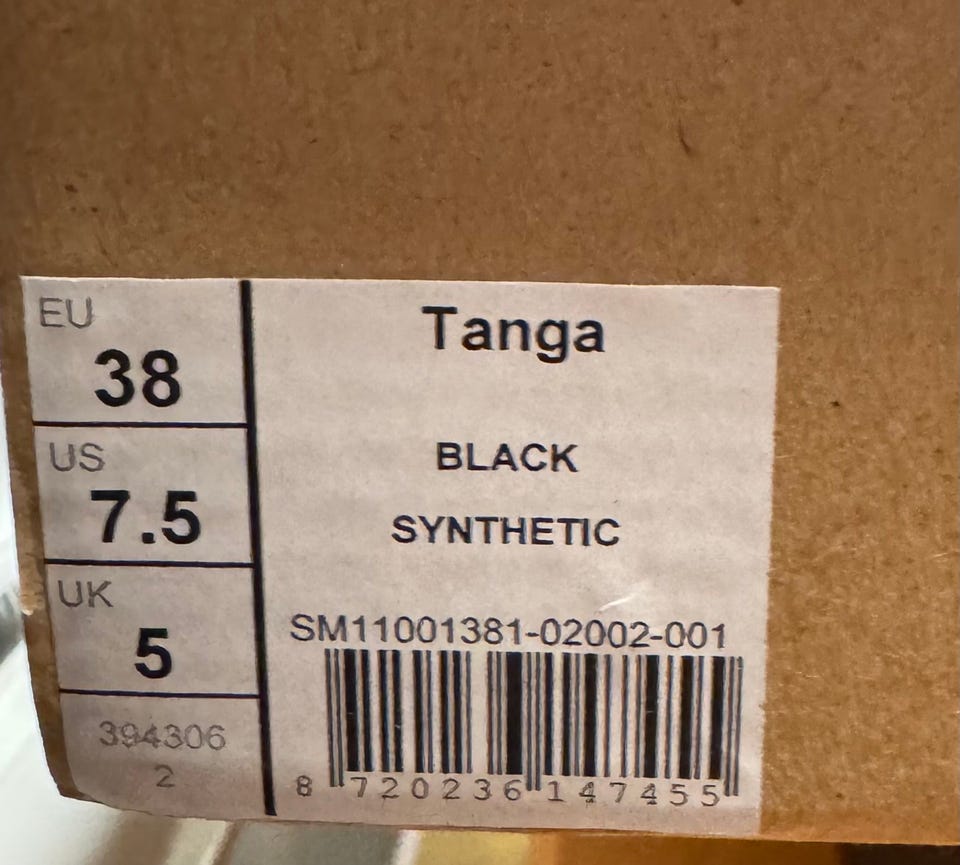 EU
38
US
7.5
UK
5
394306
2
Tanga
BLACK
SYNTHETIC
SM11001381-02002-001
8 720236 147455